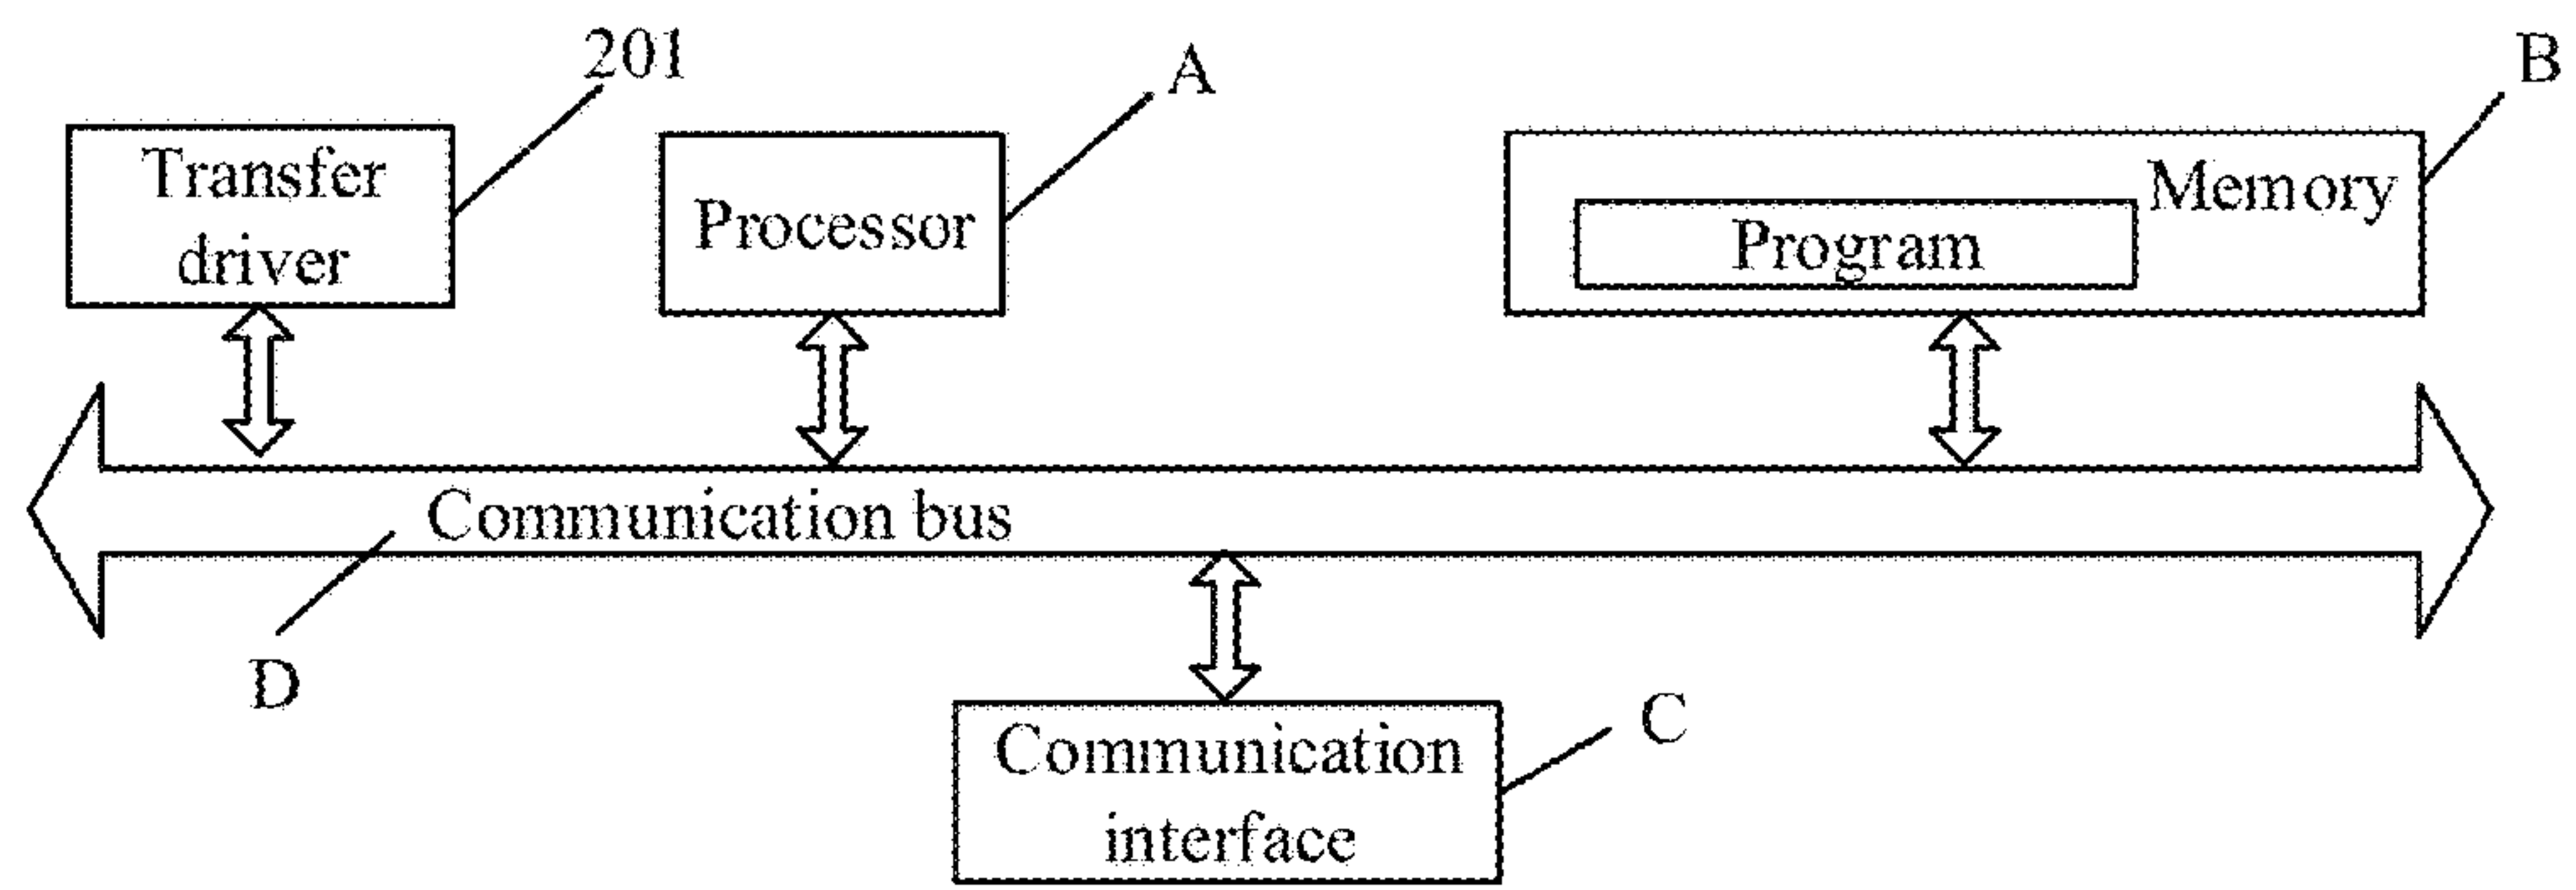 201
A
B
Transfer
driver
Processor
Memory
Program
Communication bus
D
C
Communication
interface